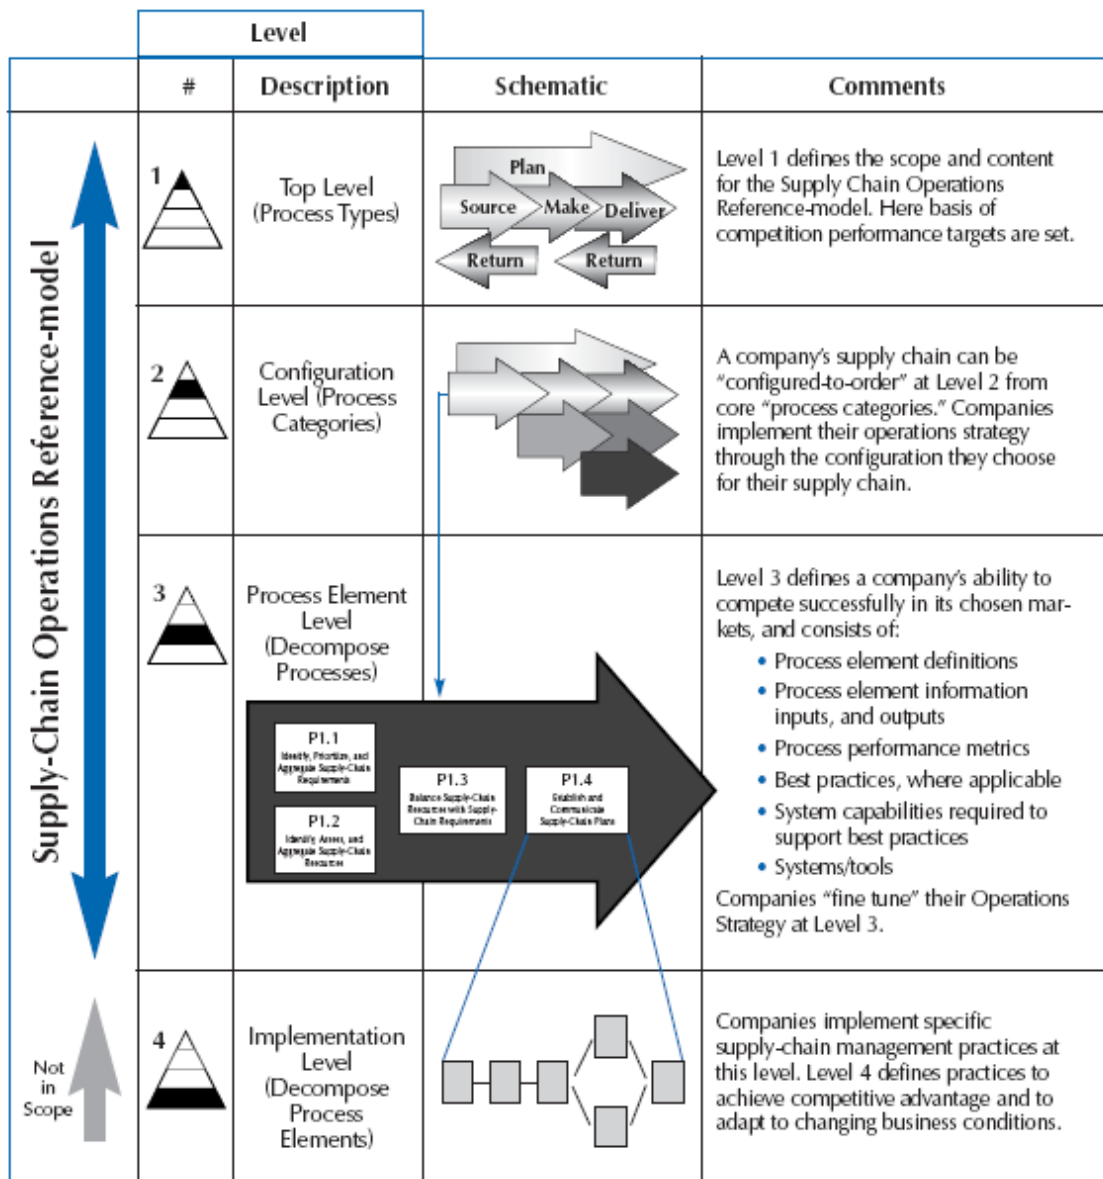 Level
#
Description
Schematic
Comments
Supply-Chain Operations Reference-model
1
Top Level
(Process Types)
Plan
Source
Make
Deliver
Return
Return
Level 1 defines the scope and content
for the Supply Chain Operations
Reference-model. Here basis of
competition performance targets are set.
2
Configuration
Level (Process
Categories)
A company's supply chain can be
“configured-to-order” at Level 2 from
core “process categories.” Companies
implement their operations strategy
through the configuration they choose
for their supply chain.
3
Process Element
Level
(Decompose
Processes)
P1.1
Identify, Prioritize, and
Aggregate Supply-Chain
Requirements
P1.2
Identify, Assess, and
Aggregate Supply-Chain
Resources
P1.3
Balance Supply-Chain
Resources with Supply-
Chain Requirements
P1.4
Establish and
Communicate
Supply-Chain Plans
Level 3 defines a company's ability to
compete successfully in its chosen mar-
kets, and consists of:
• Process element definitions
• Process element information
inputs, and outputs
• Process performance metrics
• Best practices, where applicable
• System capabilities required to
support best practices
• Systems/tools
Companies “fine tune” their Operations
Strategy at Level 3.
Not
in
Scope
4
Implementation
Level
(Decompose
Process
Elements)
Companies implement specific
supply-chain management practices at
this level. Level 4 defines practices to
achieve competitive advantage and to
adapt to changing business conditions.